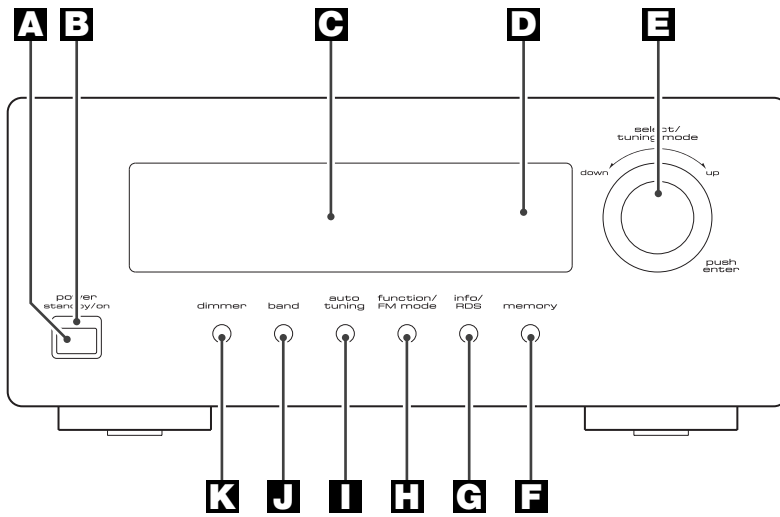 A B C D E
select/
tuning mode
down up
push
enter
power
standby/on
dimmer band auto tuning function/ FM mode info/ RDS memory
K J I H G F